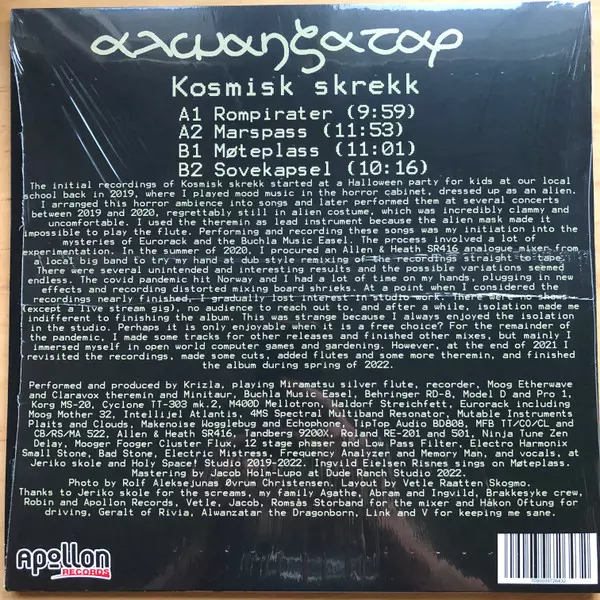 Kosmisk skrekk
A1 Rompirater (9:59)
A2 Marspass (11:53)
B1 Møteplass (11:01)
B2 Sovekapsel (10:16)
The initial recordings of Kosmisk skrekk started at a Halloween party for kids at our local
school back in 2019, where I played mood music in the horror cabinet, dressed up as an alien.
I arranged this horror ambience into songs and later performed them at several concerts
between 2019 and 2020, regrettably still in alien costume, which was incredibly clammy and
uncomfortable. I used the theremin as lead instrument because the alien mask made it
impossible to play the flute. Performing and recording these songs was my initiation into the
mysteries of Eurorack and the Buchla Music Easel. The process involved a lot of
experimentation. In the summer of 2020, I procured an Allen & Heath SR416 analogue mixer from
a local big band to try my hand at dub style remixing of the recordings straight to tape.
There were several unintended and interesting results and the possible variations seemed
endless. The covid pandemic hit Norway and I had a lot of time on my hands, plugging in new
effects and recording distorted mixing board shrieks. At a point when I considered the
recordings nearly finished, I gradually lost interest in studio work. There were no shows
(except a live stream gig), no audience to reach out to, and after a while, isolation made me
indifferent to finishing the album. This was strange because I always enjoyed the isolation
in the studio. Perhaps it is only enjoyable when it is a free choice? For the remainder of
the pandemic, I made some tracks for other releases and finished other mixes, but mainly I
immersed myself in open world computer games and gardening. However, at the end of 2021 I
revisited the recordings, made some cuts, added flutes and some more theremin, and finished
the album during spring of 2022.
Performed and produced by Krizla, playing Miramatsu silver flute, recorder, Moog Etherwave
and Claravox theremin and Minitaur, Buchla Music Easel, Behringer RD-8, Model D and Pro 1,
Korg MS-20, Cyclone TT-303 mk.2, M400D Mellotron, Waldorf Streichfett, Eurorack including
Moog Mother 32, Intellijel Atlantis, 4MS Spectral Multiband Resonator, Mutable Instruments
Plaits and Clouds, Makenoise Wogglebug and Echophone, TipTop Audio BD808, MFB TT/CO/CL and
CB/RS/MA 522, Allen & Heath SR416, Tandberg 9200X, Roland RE-201 and 501, Ninja Tune Zen
Delay, Mooger Fooger Cluster Flux, 12 stage phaser and Low Pass Filter, Electro Harmonix
Small Stone, Bad Stone, Electric Mistress, Frequency Analyzer and Memory Man, and vocals, at
Jeriko skole and Holy Space! Studio 2019-2022. Ingvild Eielsen Risnes sings on Møteplass.
Mastering by Jacob Holm-Lupo at Dude Ranch Studio 2022.
Photo by Rolf Aleksejunas Øvrum Christensen. Layout by Vetle Raatten Skogmo.
Thanks to Jeriko skole for the screams, my family Agathe, Abram and Ingvild, Brakkesyke crew,
Robin and Apollon Records, Vetle, Jacob, Romsås Storband for the mixer and Håkon Oftung for
driving, Geralt of Rivia, Alwanzatar the Dragonborn, Link and V for keeping me sane.
Apollon
RECORDS